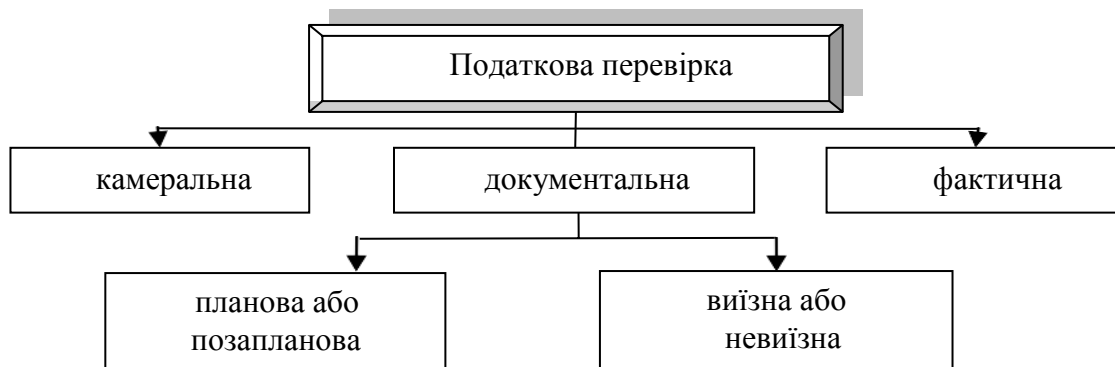 Податкова перевірка
камеральна
документальна
фактична
планова або
позапланова
виїзна або
невиїзна